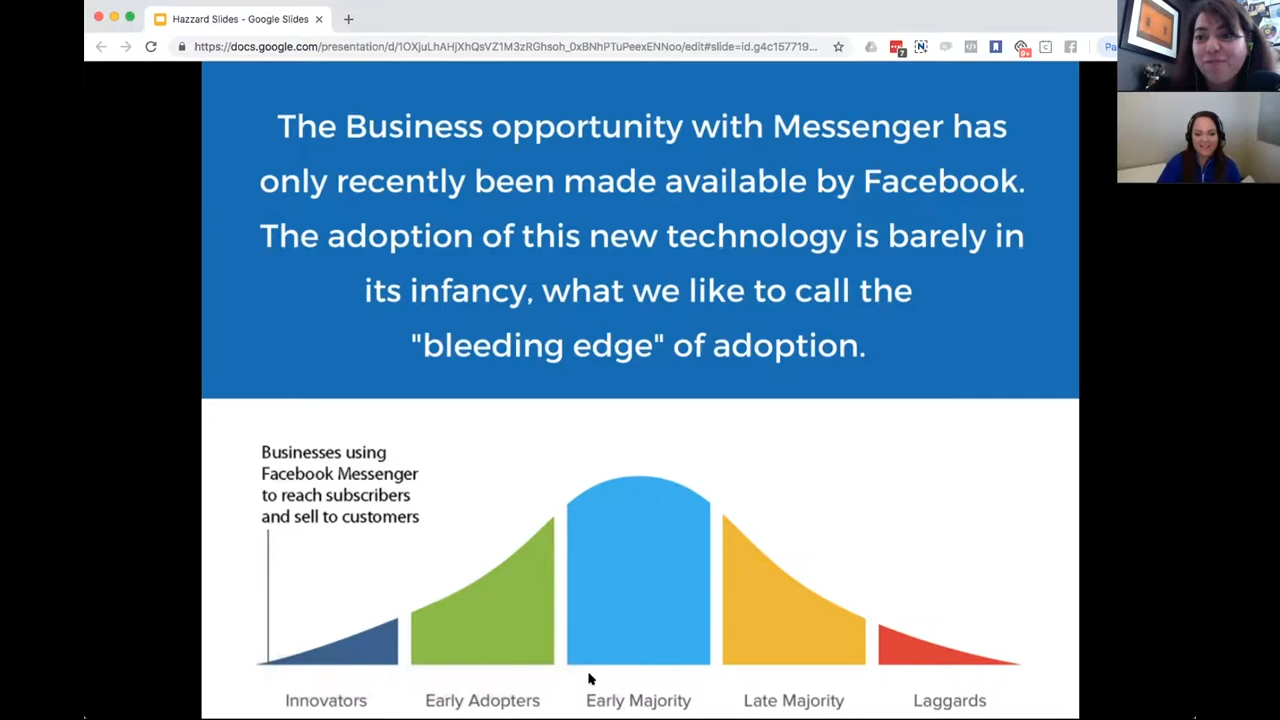 Hazzard Slides - Google Slides
https://docs.google.com/presentation/d/1OXjuLhAHjXhQsVZ1M3zRGhsoh_0xBNhPTuPeexENNoo/edit#slide=id.g4c157719...
7
9+
Pa
The Business opportunity with Messenger has
only recently been made available by Facebook.
The adoption of this new technology is barely in
its infancy, what we like to call the
"bleeding edge" of adoption.
Businesses using
Facebook Messenger
to reach subscribers
and sell to customers
Innovators Early Adopters Early Majority Late Majority Laggards